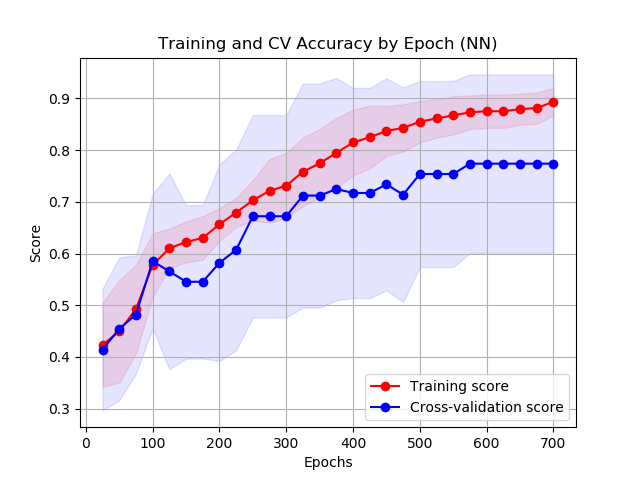 Training and CV Accuracy by Epoch (NN)
Score
0.9
0.8
0.7
0.6
0.5
0.4
0.3
Training score
Cross-validation score
0 100 200 300 400 500 600 700
Epochs